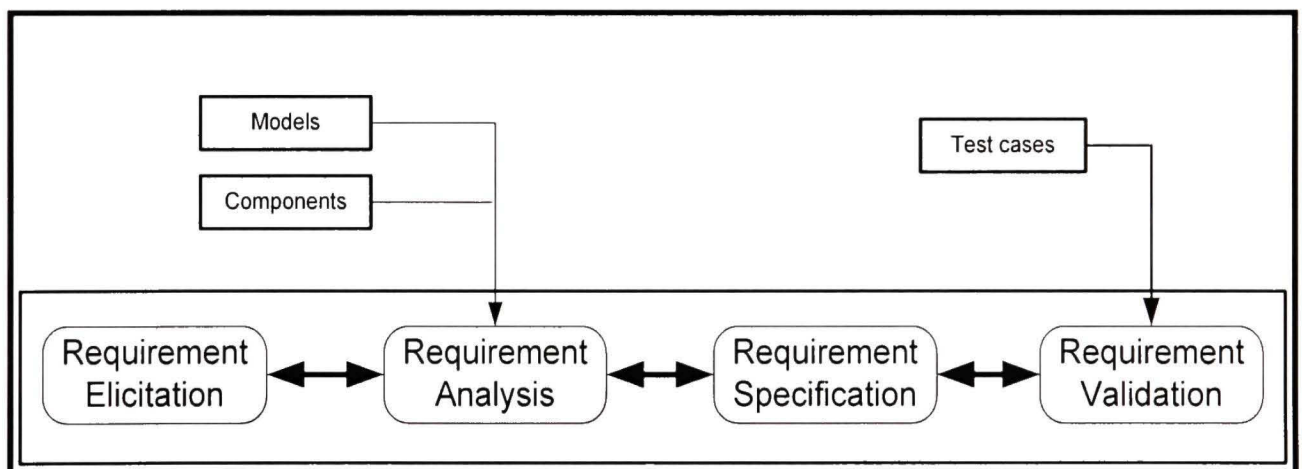 Models
Components
Test cases
Requirement
Elicitation
Requirement
Analysis
Requirement
Specification
Requirement
Validation